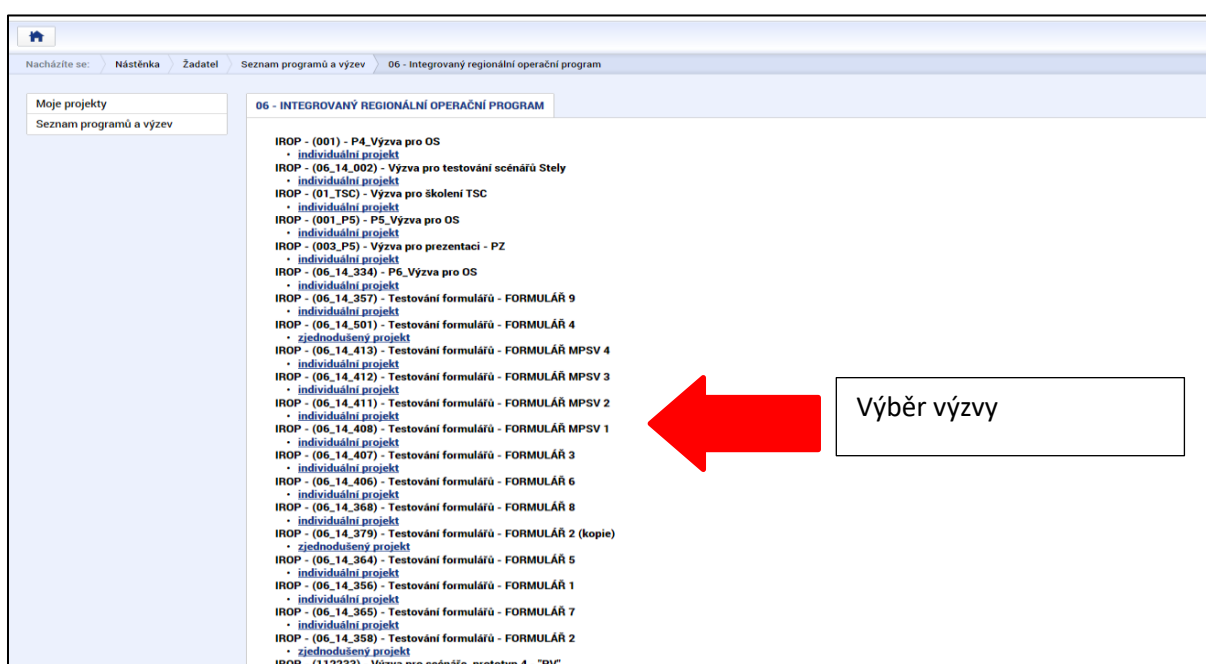 Nacházíte se: Nástěnka Žadatel Seznam programů a výzev 06 - Integrovaný regionální operační program
Moje projekty
Seznam programů a výzev
06 - INTEGROVANÝ REGIONÁLNÍ OPERAČNÍ PROGRAM
IROP - (001) - P4_Výzva pro OS
• individuální projekt
IROP - (06_14_002) - Výzva pro testování scénářů Stely
• individuální projekt
IROP - (01_TSC) - Výzva pro školení TSC
• individuální projekt
IROP - (001_P5) - P5_Výzva pro OS
• individuální projekt
IROP - (003_P5) - Výzva pro prezentaci - PZ
• individuální projekt
IROP - (06_14_334) - P6_Výzva pro OS
• individuální projekt
IROP - (06_14_357) - Testování formulářů - FORMULÁŘ 9
• individuální projekt
IROP - (06_14_501) - Testování formulářů - FORMULÁŘ 4
• zjednodušený projekt
IROP - (06_14_413) - Testování formulářů - FORMULÁŘ MPSV 4
• individuální projekt
IROP - (06_14_412) - Testování formulářů - FORMULÁŘ MPSV 3
• individuální projekt
IROP - (06_14_411) - Testování formulářů - FORMULÁŘ MPSV 2
• individuální projekt
IROP - (06_14_408) - Testování formulářů - FORMULÁŘ MPSV 1
• individuální projekt
IROP - (06_14_407) - Testování formulářů - FORMULÁŘ 3
• individuální projekt
IROP - (06_14_406) - Testování formulářů - FORMULÁŘ 6
• individuální projekt
IROP - (06_14_368) - Testování formulářů - FORMULÁŘ 8
• individuální projekt
IROP - (06_14_379) - Testování formulářů - FORMULÁŘ 2 (kopie)
• zjednodušený projekt
IROP - (06_14_364) - Testování formulářů - FORMULÁŘ 5
• individuální projekt
IROP - (06_14_356) - Testování formulářů - FORMULÁŘ 1
• individuální projekt
IROP - (06_14_365) - Testování formulářů - FORMULÁŘ 7
• individuální projekt
IROP - (06_14_358) - Testování formulářů - FORMULÁŘ 2
• zjednodušený projekt
IROP - (112233) - Výzva pro scénáře, prototyp 4 - "PV"
Výběr výzvy